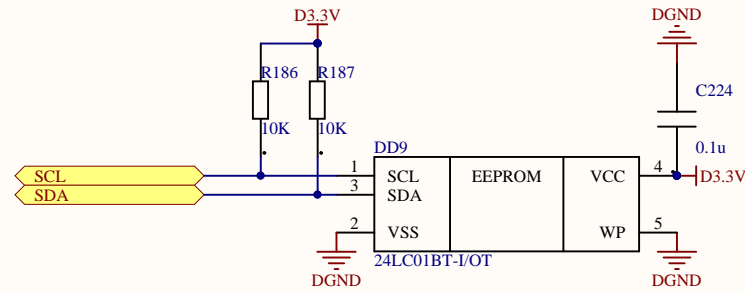 D3.3V
DGND
R186
R187
C224
10K
10K
0.1u
DD9
SCL
1
SCL
EEPROM
VCC
4
D3.3V
SDA
3
SDA
2
VSS
WP
5
DGND
24LC01BT-I/OT
DGND